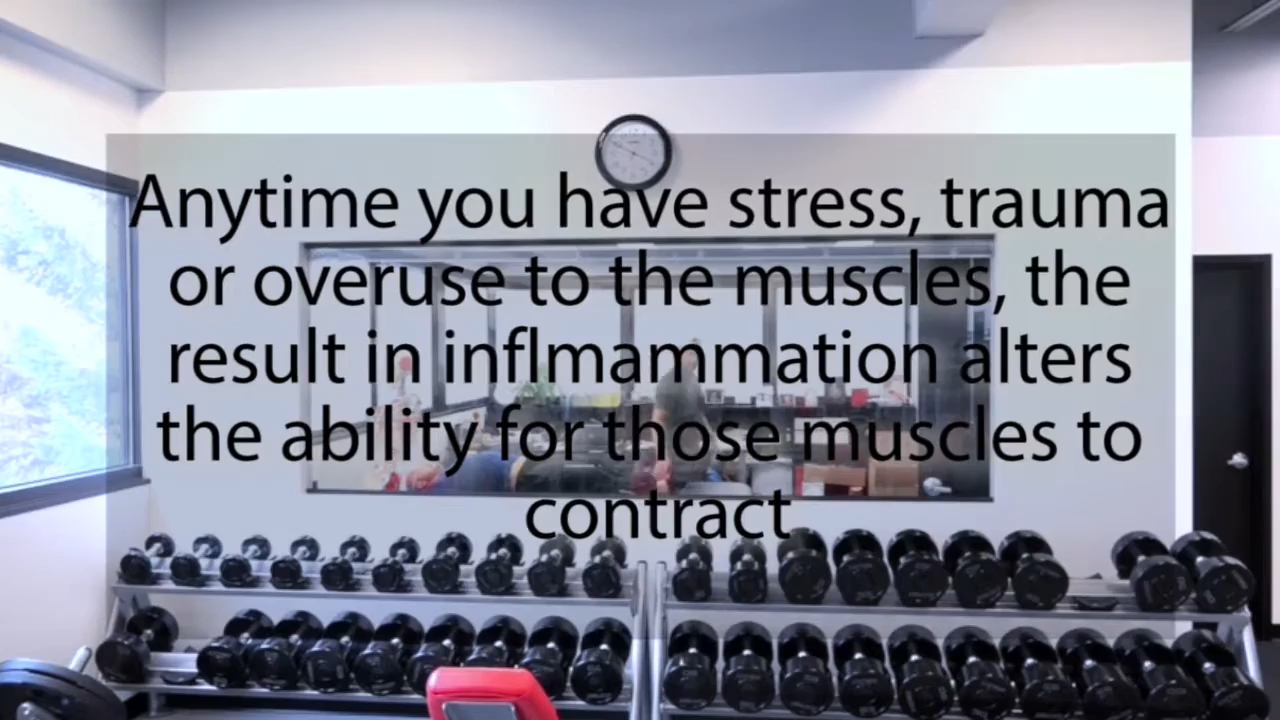 Anytime you have stress, trauma
or overuse to the muscles, the
result in inflmammation alters
the ability for those muscles to
contract